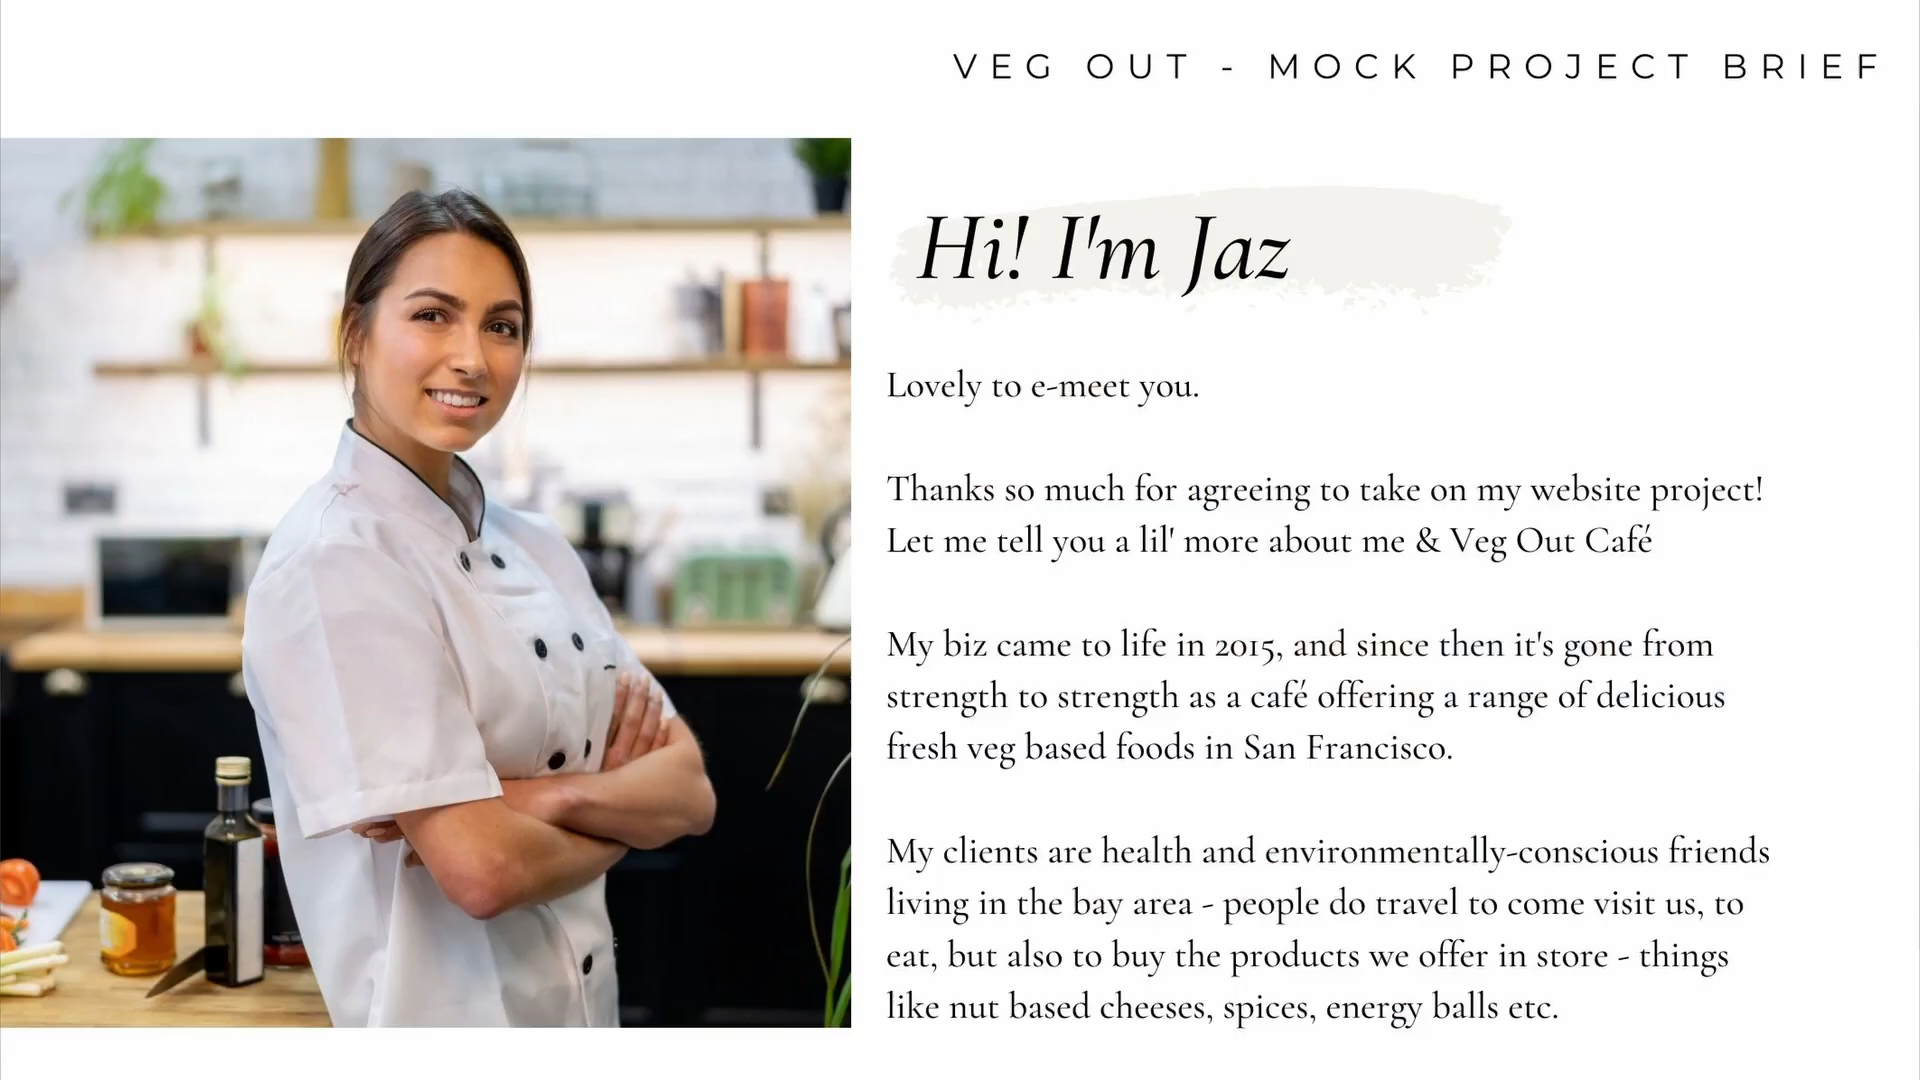 VEG OUT - MOCK PROJECT BRIEF
Hi! I'm Jaz
Lovely to e-meet you.
Thanks so much for agreeing to take on my website project!
Let me tell you a lil' more about me & Veg Out Café
My biz came to life in 2015, and since then it's gone from
strength to strength as a café offering a range of delicious
fresh veg based foods in San Francisco.
My clients are health and environmentally-conscious friends
living in the bay area - people do travel to come visit us, to
eat, but also to buy the products we offer in store - things
like nut based cheeses, spices, energy balls etc.